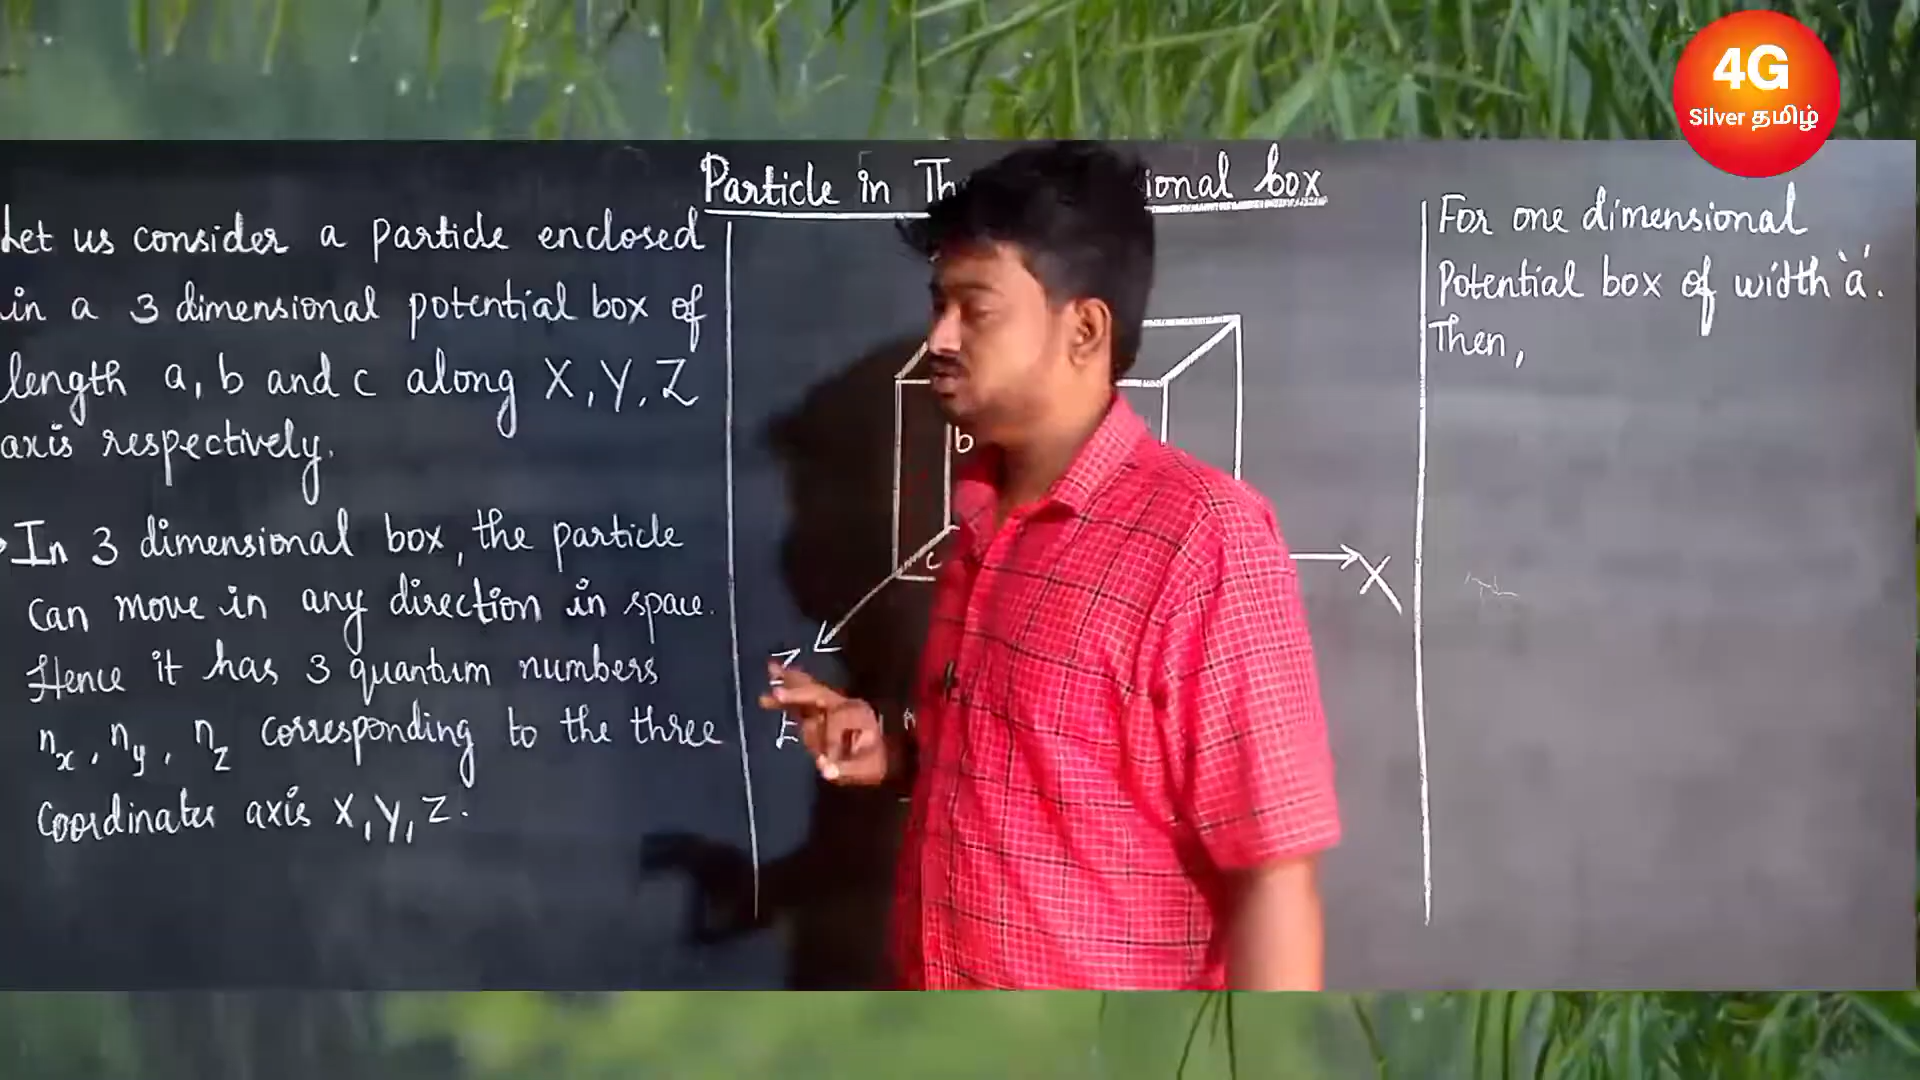 4G
Silver தமிழ்
Particle in Th ional box
Let us consider a particle enclosed
in a 3 dimensional potential box of
length a, b and c along X, Y, Z
axis respectively.
In 3 dimensional box, the particle
can move in any direction in space.
Hence it has 3 quantum numbers
nx, ny, nz corresponding to the three
Coordinates axis X, Y, Z.
b
c
X
Z
E
For one dimensional
Potential box of width 'a'.
Then,